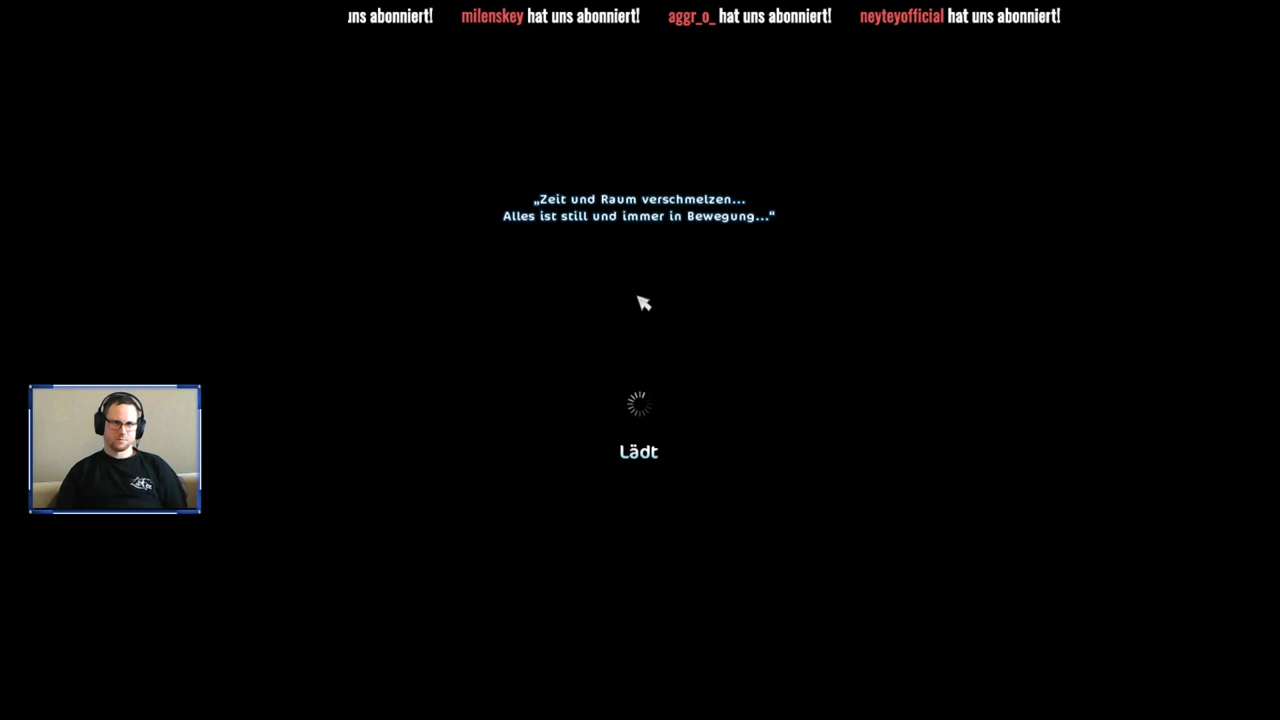 uns abonniert! milenskey hat uns abonniert! aggr_o_ hat uns abonniert! neyteyofficial hat uns abonniert!
„Zeit und Raum verschmelzen...
Alles ist still und immer in Bewegung...“
Lädt